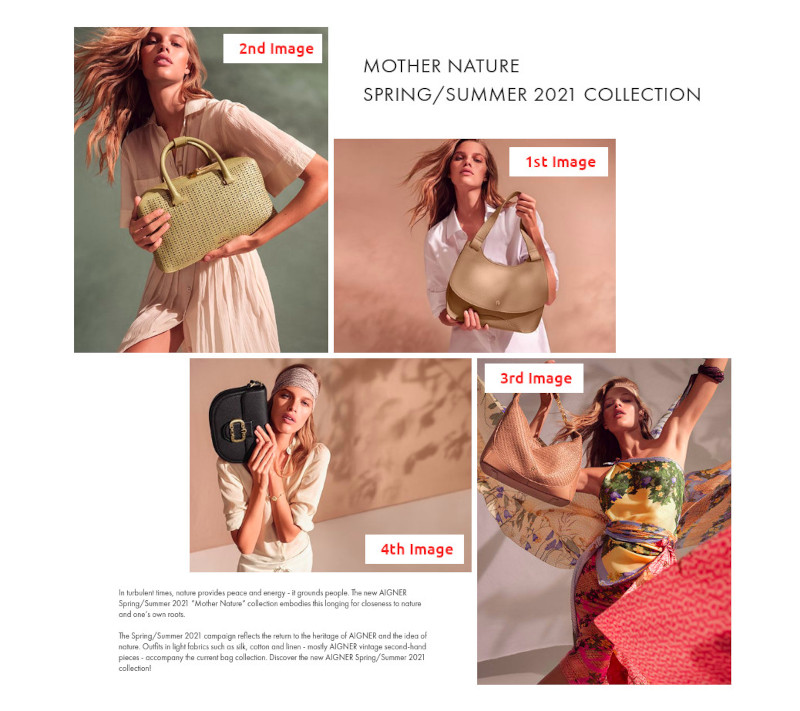 2nd Image
MOTHER NATURE
SPRING/SUMMER 2021 COLLECTION
1st Image
3rd Image
4th Image
In turbulent times, nature provides peace and energy - it grounds people. The new AIGNER
Spring/Summer 2021 "Mother Nature" collection embodies this longing for closeness to nature
and one's own roots.
The Spring/Summer 2021 campaign reflects the return to the heritage of AIGNER and the idea of
nature. Outfits in light fabrics such as silk, cotton and linen - mostly AIGNER vintage second-hand
pieces - accompany the current bag collection. Discover the new AIGNER Spring/Summer 2021
collection!